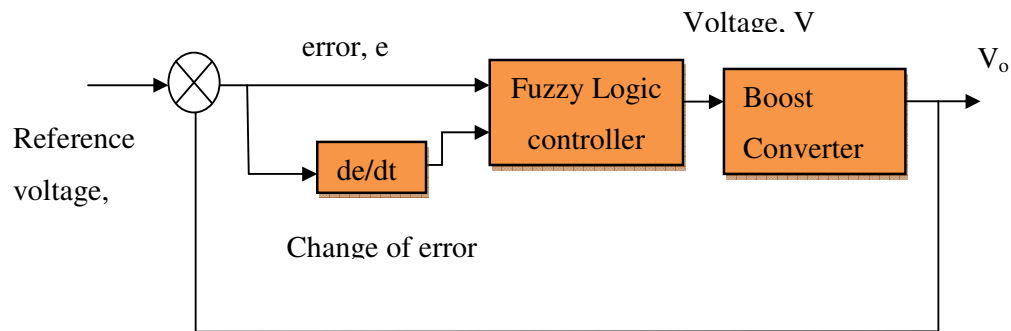 Voltage, V
error, e
Vo
Fuzzy Logic
controller
Boost
Converter
Reference
voltage,
de/dt
Change of error